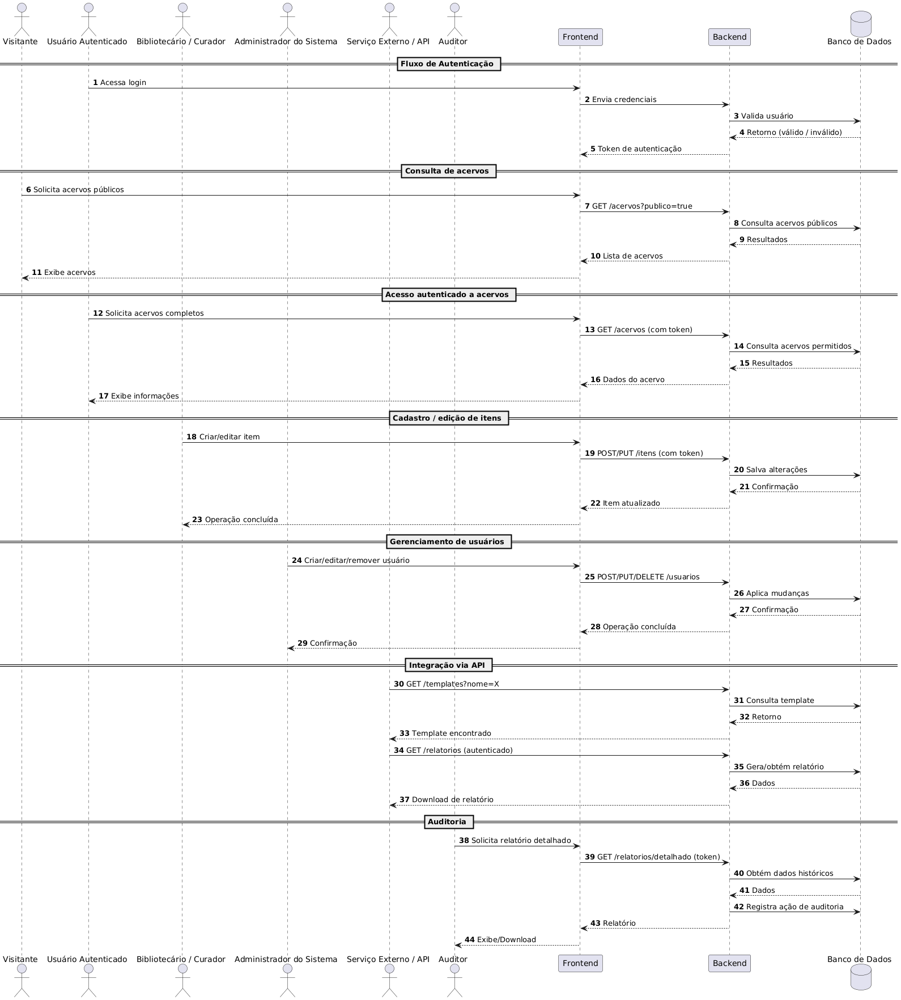 Visitante
Usuário Autenticado
Bibliotecário / Curador
Administrador do Sistema
Serviço Externo / API
Auditor
Frontend
Backend
Banco de Dados
Fluxo de Autenticação
1 Acessa login
2 Envia credenciais
3 Valida usuário
4 Retorno (válido / inválido)
5 Token de autenticação
Consulta de acervos
6 Solicita acervos públicos
7 GET /acervos?publico=true
8 Consulta acervos públicos
9 Resultados
10 Lista de acervos
11 Exibe acervos
Acesso autenticado a acervos
12 Solicita acervos completos
13 GET /acervos (com token)
14 Consulta acervos permitidos
15 Resultados
16 Dados do acervo
17 Exibe informações
Cadastro / edição de itens
18 Criar/editar item
19 POST/PUT /itens (com token)
20 Salva alterações
21 Confirmação
22 Item atualizado
23 Operação concluída
Gerenciamento de usuários
24 Criar/editar/remover usuário
25 POST/PUT/DELETE /usuarios
26 Aplica mudanças
27 Confirmação
28 Operação concluída
29 Confirmação
Integração via API
30 GET /templates?nome=X
31 Consulta template
32 Retorno
33 Template encontrado
34 GET /relatorios (autenticado)
35 Gera/obtém relatório
36 Dados
37 Download de relatório
Auditoria
38 Solicita relatório detalhado
39 GET /relatorios/detalhado (token)
40 Obtém dados históricos
41 Dados
42 Registra ação de auditoria
43 Relatório
44 Exibe/Download
Visitante
Usuário Autenticado
Bibliotecário / Curador
Administrador do Sistema
Serviço Externo / API
Auditor
Frontend
Backend
Banco de Dados